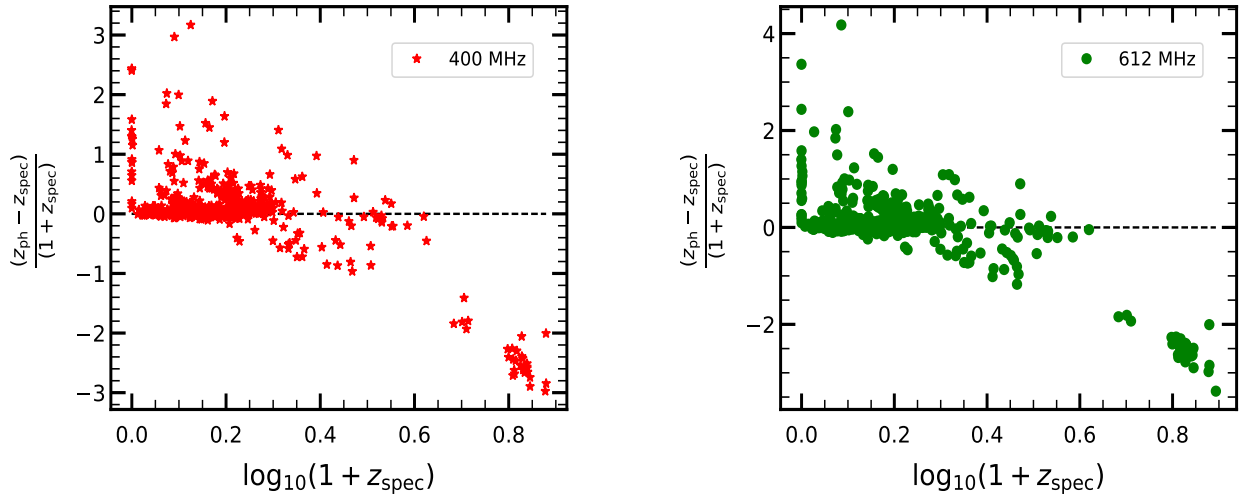 3
2
1
0
−1
−2
−3
(z_ph − z_spec)
(1 + z_spec)
400 MHz
0.0 0.2 0.4 0.6 0.8
log₁₀(1 + z_spec)
4
2
0
−2
(z_ph − z_spec)
(1 + z_spec)
612 MHz
0.0 0.2 0.4 0.6 0.8
log₁₀(1 + z_spec)